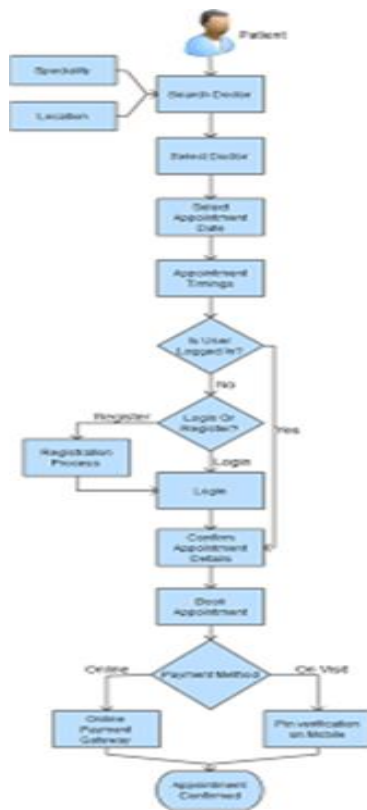 Patient
Speciality
Search Doctor
Location
Select Doctor
Select
Appointment
Date
Appointment
Timings
Is User
Logged In?
No
Yes
Register
Login Or
Register?
Registration
Process
Login
Login
Confirm
Appointment
Details
Book
Appointment
Online
Payment Method
On Visit
Online
Payment
Gateway
Pin verification
on Mobile
Appointment
Confirmed